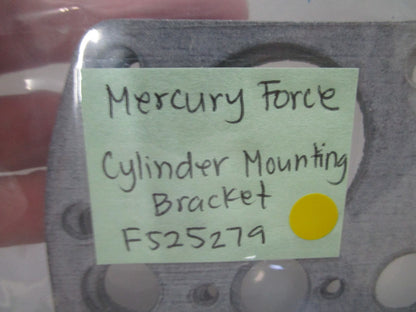 Mercury Force
Cylinder Mounting
Bracket
F525279